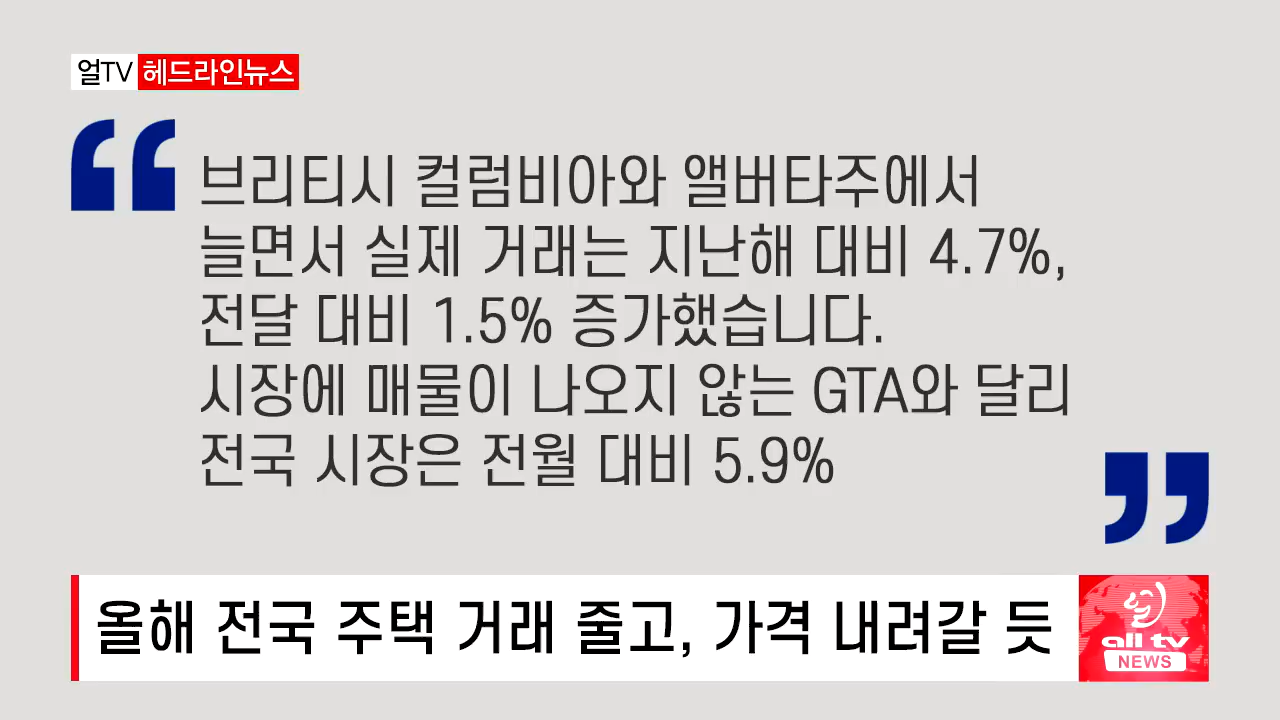 얼TV 헤드라인뉴스
브리티시 컬럼비아와 앨버타주에서
늘면서 실제 거래는 지난해 대비 4.7%,
전달 대비 1.5% 증가했습니다.
시장에 매물이 나오지 않는 GTA와 달리
전국 시장은 전월 대비 5.9%
올해 전국 주택 거래 줄고, 가격 내려갈 듯
얼
all tv
NEWS